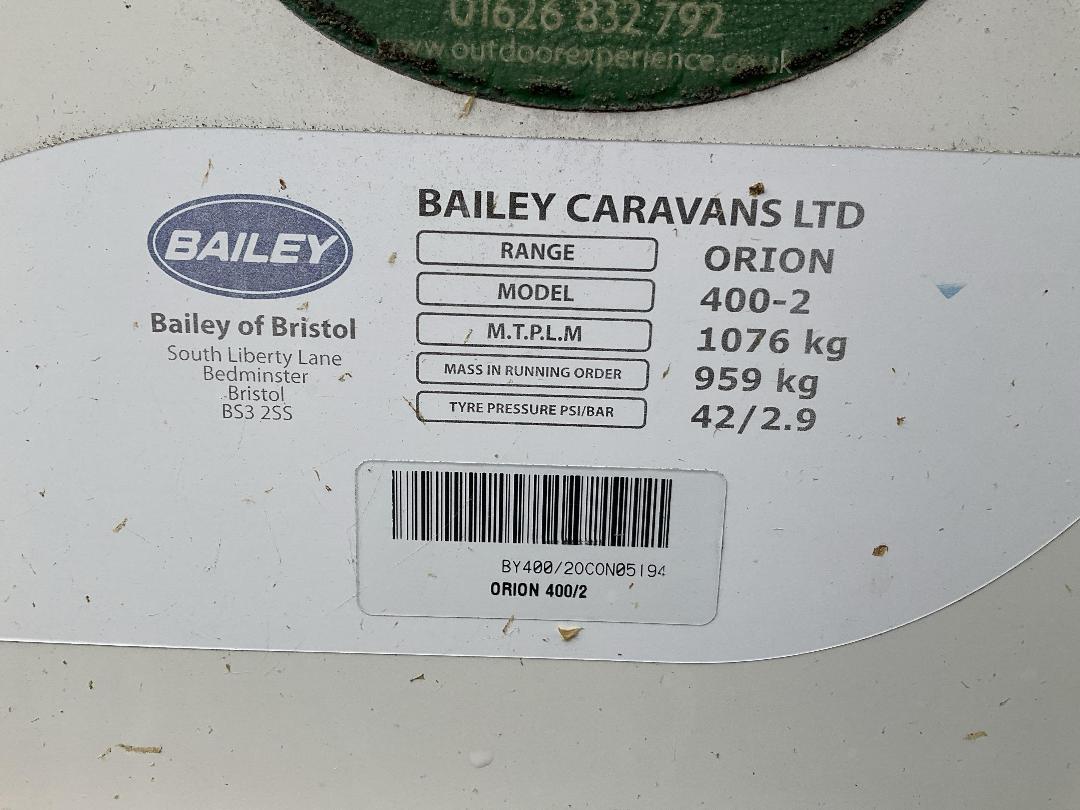 01626 832 792
www.outdoorexperience.co.uk
BAILEY
Bailey of Bristol
South Liberty Lane
Bedminster
Bristol
BS3 2SS
BAILEY CARAVANS LTD
RANGE ORION
MODEL 400-2
M.T.P.L.M 1076 kg
MASS IN RUNNING ORDER 959 kg
TYRE PRESSURE PSI/BAR 42/2.9
BY400/20CON05194
ORION 400/2